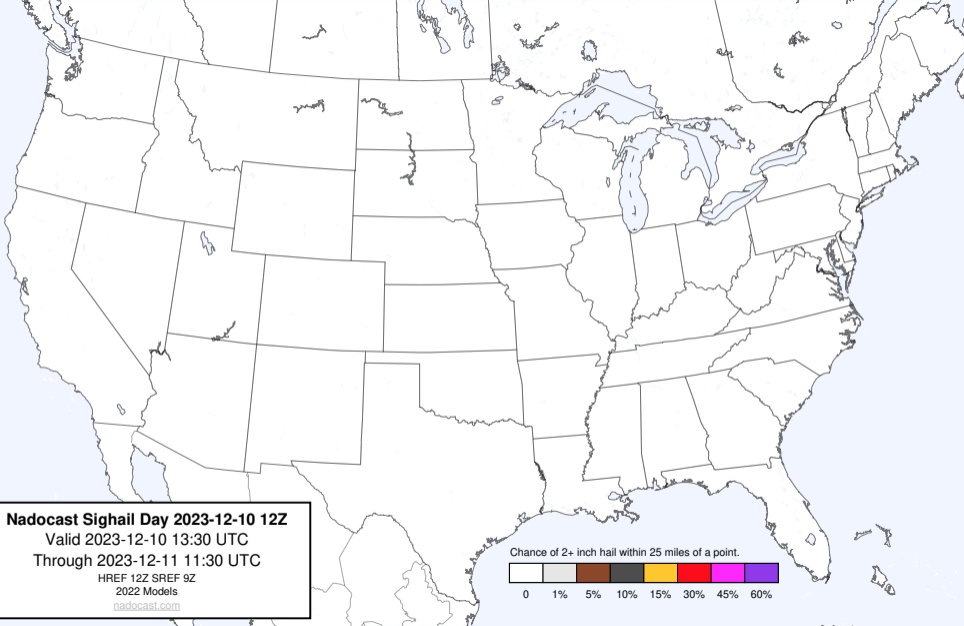 Nadocast Sighail Day 2023-12-10 12Z
Valid 2023-12-10 13:30 UTC
Through 2023-12-11 11:30 UTC
HREF 12Z SREF 9Z
2022 Models
nadocast.com
Chance of 2+ inch hail within 25 miles of a point.
0 1% 5% 10% 15% 30% 45% 60%